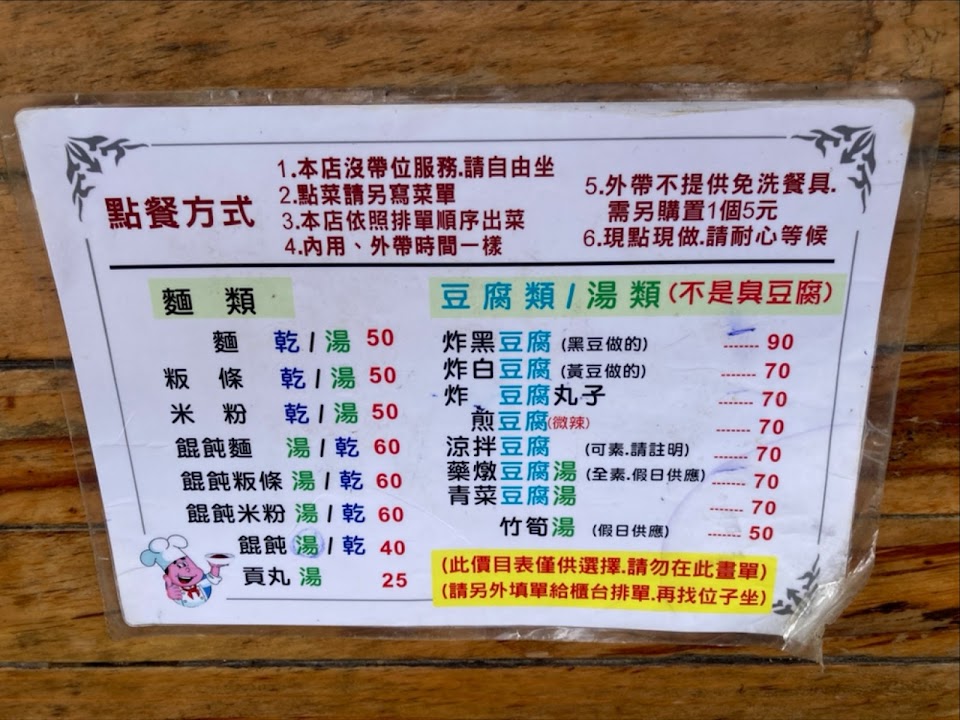 點餐方式
1.本店沒帶位服務.請自由坐
2.點菜請另寫菜單
3.本店依照排單順序出菜
4.內用、外帶時間一樣
5.外帶不提供免洗餐具.
需另購置1個5元
6.現點現做.請耐心等候
麵 類
麵 乾/湯 50
粄 條 乾/湯 50
米 粉 乾/湯 50
餛飩麵 湯/乾 60
餛飩粄條 湯/乾 60
餛飩米粉 湯/乾 60
餛飩 湯/乾 40
貢丸 湯 25
豆腐類/湯類(不是臭豆腐)
炸黑豆腐 (黑豆做的) ------- 90
炸白豆腐 (黃豆做的) ------- 70
炸 豆腐丸子 ------- 70
煎豆腐(微辣) ------- 70
涼拌豆腐 (可素.請註明) ------- 70
藥燉豆腐湯 (全素.假日供應) ------- 70
青菜豆腐湯 ------- 70
竹筍湯 (假日供應) ------- 50
(此價目表僅供選擇.請勿在此畫單)
(請另外填單給櫃台排單.再找位子坐)